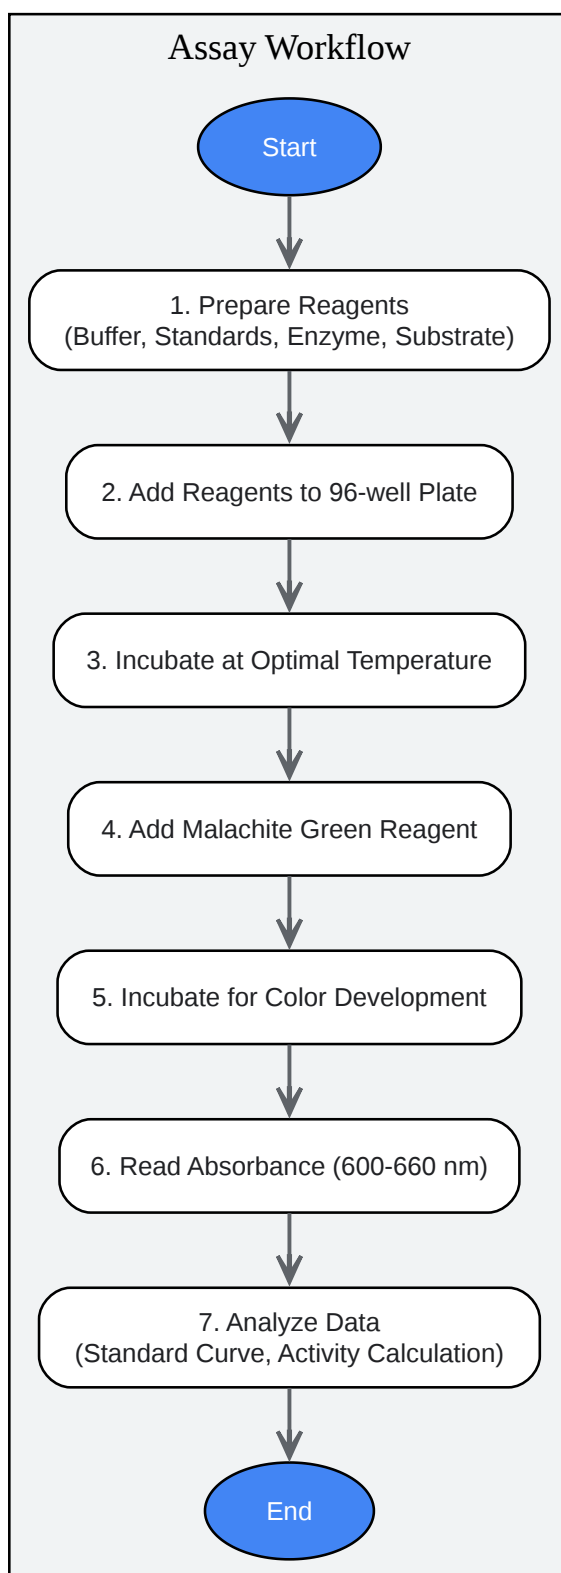 Assay Workflow
Start
1. Prepare Reagents
(Buffer, Standards, Enzyme, Substrate)
2. Add Reagents to 96-well Plate
3. Incubate at Optimal Temperature
4. Add Malachite Green Reagent
5. Incubate for Color Development
6. Read Absorbance (600-660 nm)
7. Analyze Data
(Standard Curve, Activity Calculation)
End